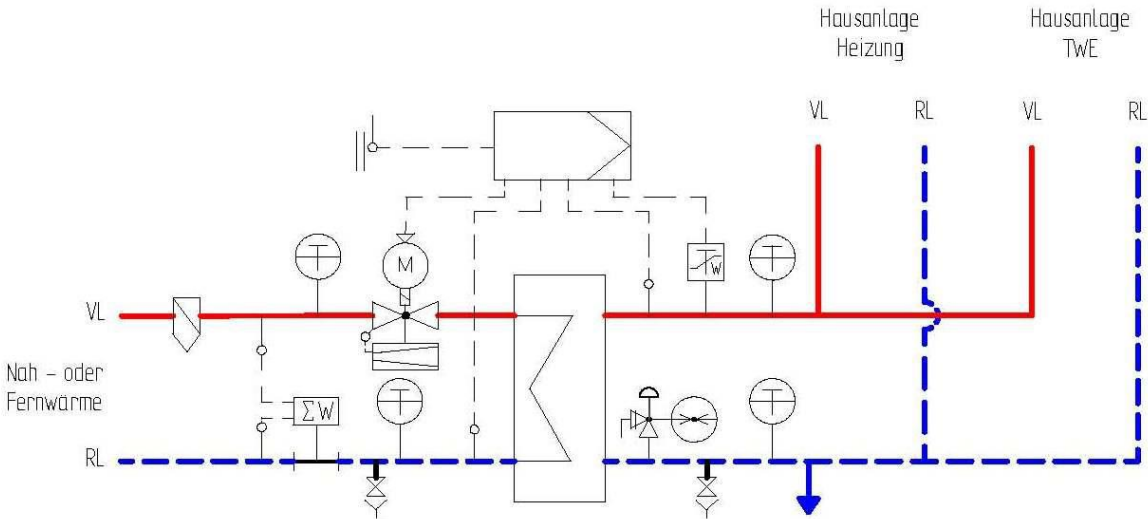 Hausanlage
Heizung
Hausanlage
TWE
VL
RL
VL
RL
T
M
W
T
VL
Nah - oder
Fernwärme
T
T
ΣW
RL